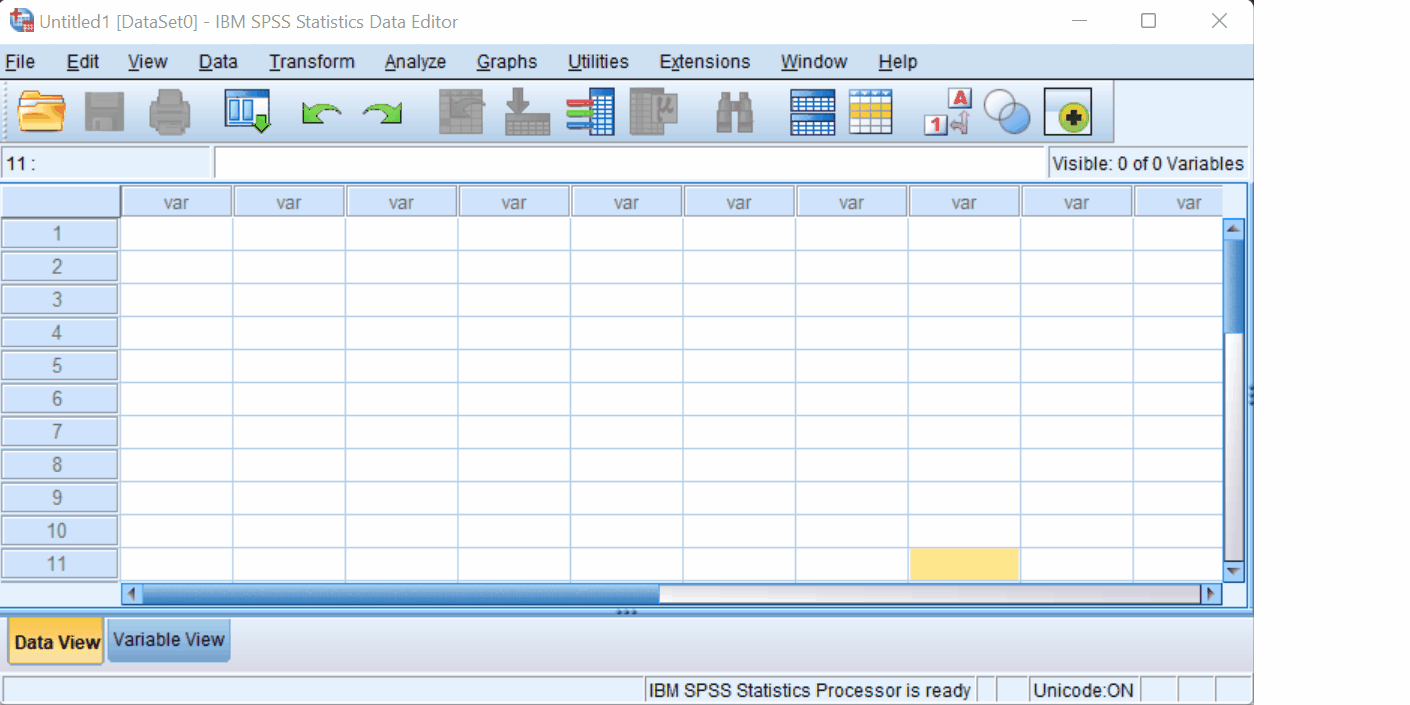 Untitled1 [DataSet0] - IBM SPSS Statistics Data Editor
File Edit View Data Transform Analyze Graphs Utilities Extensions Window Help
μ A 1
11 : Visible: 0 of 0 Variables
var var var var var var var var var var
1
2
3
4
5
6
7
8
9
10
11
Data View Variable View
IBM SPSS Statistics Processor is ready Unicode:ON